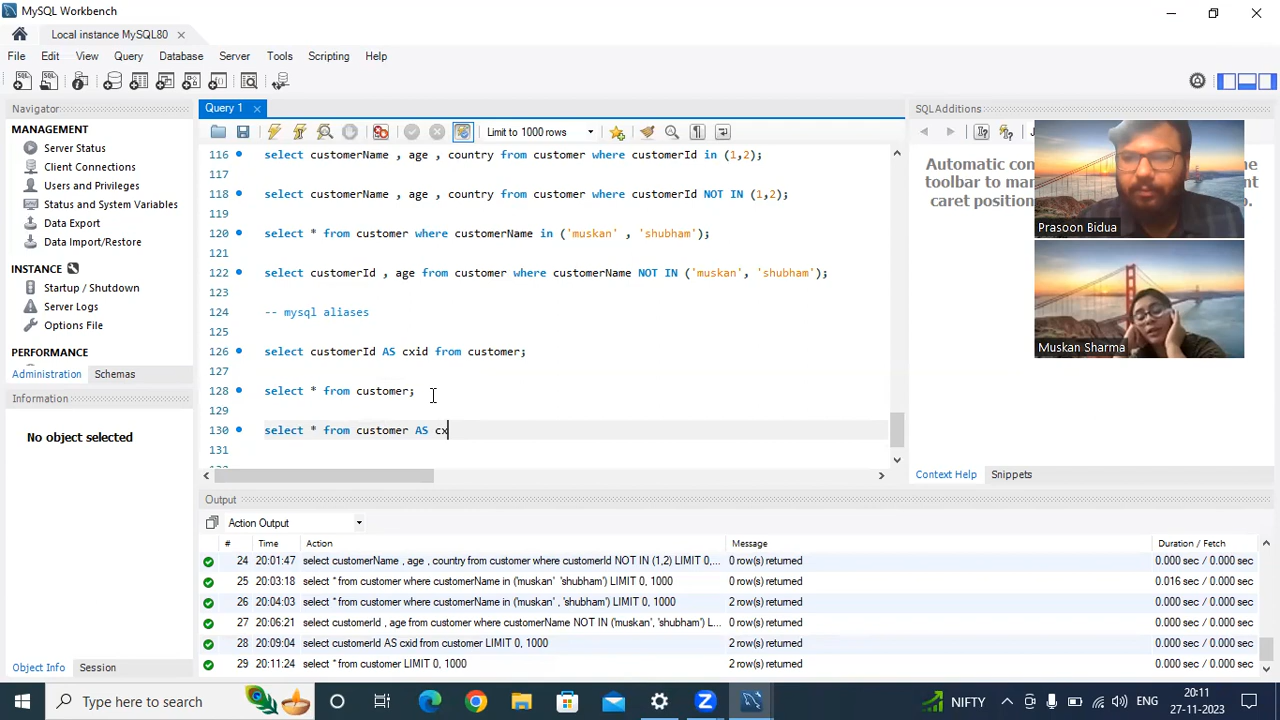 MySQL Workbench
Local instance MySQL80
File Edit View Query Database Server Tools Scripting Help
Navigator
MANAGEMENT
Server Status
Client Connections
Users and Privileges
Status and System Variables
Data Export
Data Import/Restore
INSTANCE
Startup / Shutdown
Server Logs
Options File
PERFORMANCE
Administration Schemas
Information
No object selected
Object Info Session
Query 1
Limit to 1000 rows
116 select customerName , age , country from customer where customerId in (1,2);
117
118 select customerName , age , country from customer where customerId NOT IN (1,2);
119
120 select * from customer where customerName in ('muskan' , 'shubham');
121
122 select customerId , age from customer where customerName NOT IN ('muskan', 'shubham');
123
124 -- mysql aliases
125
126 select customerId AS cxid from customer;
127
128 select * from customer;
129
130 select * from customer AS cx
131
SQLAdditions
Automatic con
toolbar to mar
caret position
Prasoon Bidua
Muskan Sharma
Context Help Snippets
Output
Action Output
# Time Action Message Duration / Fetch
24 20:01:47 select customerName , age , country from customer where customerId NOT IN (1,2) LIMIT 0,... 0 row(s) returned 0.000 sec / 0.000 sec
25 20:03:18 select * from customer where customerName in ('muskan' 'shubham') LIMIT 0, 1000 0 row(s) returned 0.016 sec / 0.000 sec
26 20:04:03 select * from customer where customerName in ('muskan' , 'shubham') LIMIT 0, 1000 2 row(s) returned 0.000 sec / 0.000 sec
27 20:06:21 select customerId , age from customer where customerName NOT IN ('muskan', 'shubham') L... 0 row(s) returned 0.000 sec / 0.000 sec
28 20:09:04 select customerId AS cxid from customer LIMIT 0, 1000 2 row(s) returned 0.000 sec / 0.000 sec
29 20:11:24 select * from customer LIMIT 0, 1000 2 row(s) returned 0.000 sec / 0.000 sec
Type here to search
NIFTY
ENG
20:11
27-11-2023